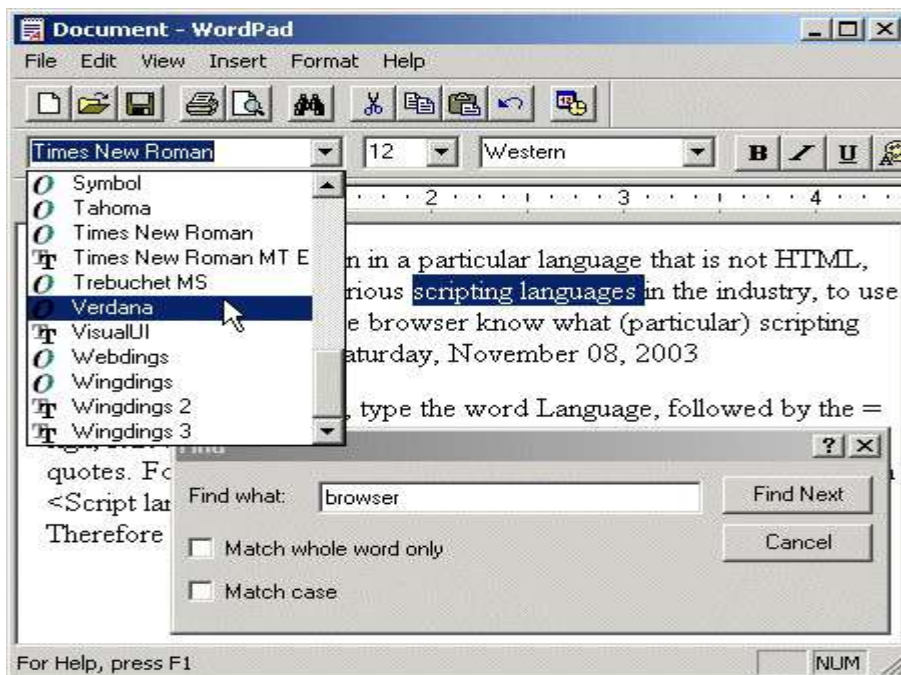 Document - WordPad
File Edit View Insert Format Help
Times New Roman 12 Western B / U
Symbol
Tahoma
Times New Roman
Times New Roman MT E
Trebuchet MS
Verdana
VisualUI
Webdings
Wingdings
Wingdings 2
Wingdings 3
2 3 4
n in a particular language that is not HTML,
rious scripting languages in the industry, to use
e browser know what (particular) scripting
aturday, November 08, 2003
, type the word Language, followed by the =
quotes. Fo
<Script lan
Therefore
Find
Find what: browser Find Next
Match whole word only Cancel
Match case
For Help, press F1 NUM